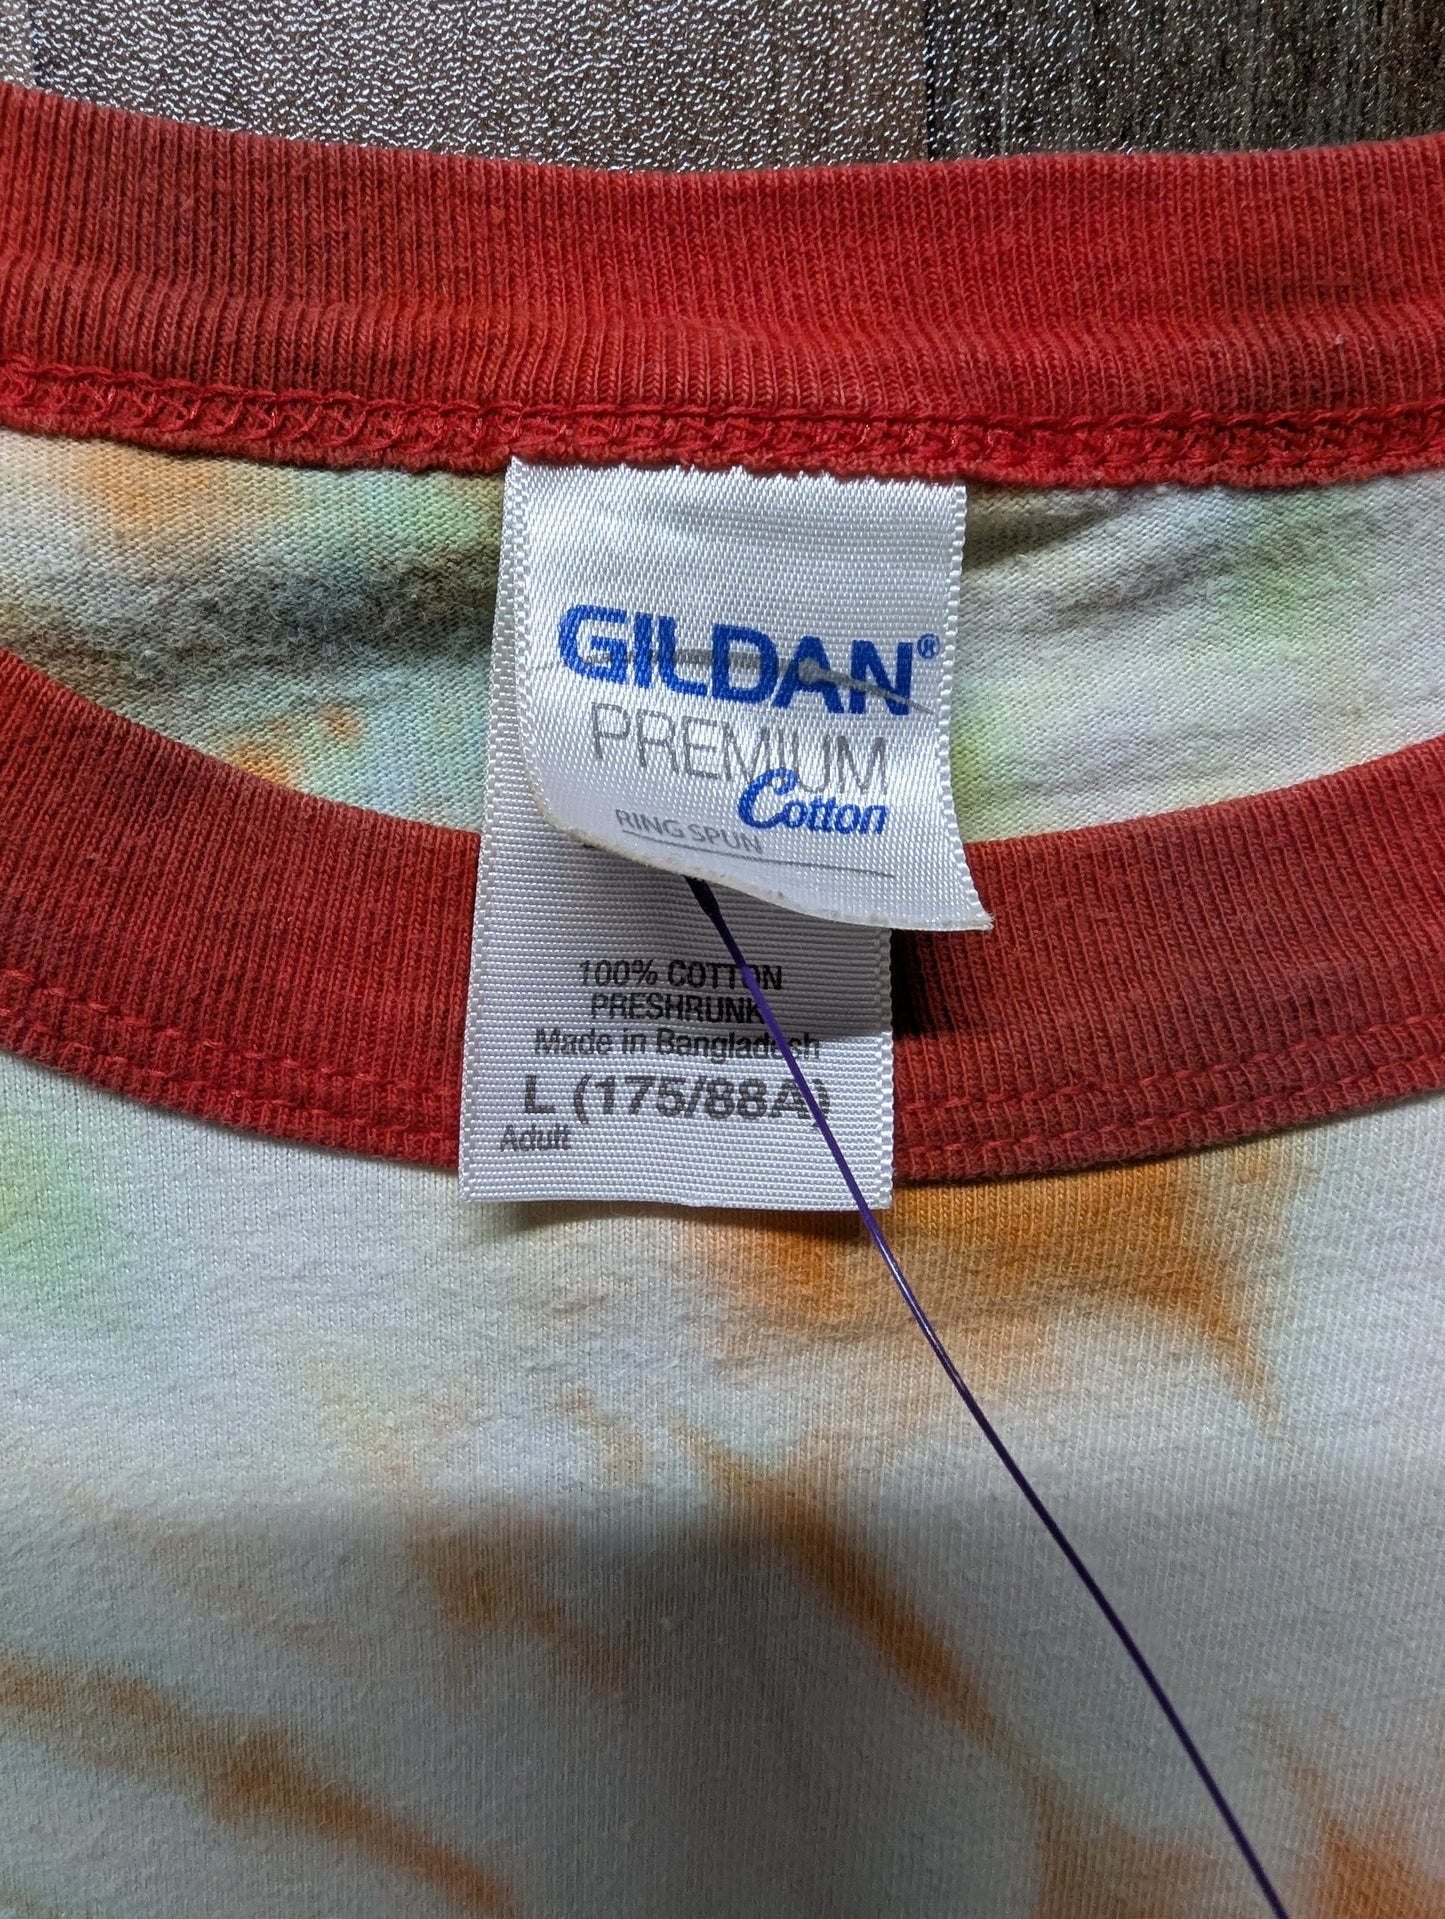 GILDAN®
PREMIUM
Cotton
RING SPUN
100% COTTON
PRESHRUNK
Made in Bangladesh
L (175/88A)
Adult